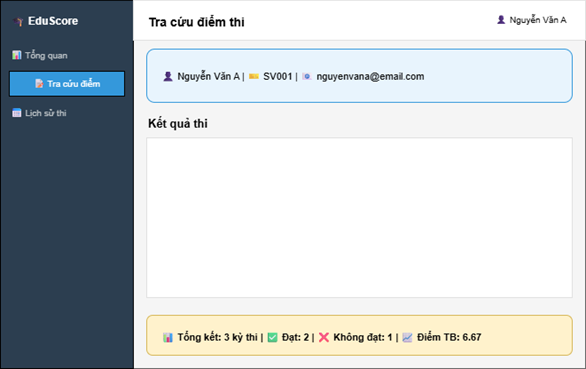 EduScore
Tra cứu điểm thi
Nguyễn Văn A
Tổng quan
Tra cứu điểm
Lịch sử thi
Nguyễn Văn A | SV001 | nguyenvana@email.com
Kết quả thi
Tổng kết: 3 kỳ thi | Đạt: 2 | Không đạt: 1 | Điểm TB: 6.67